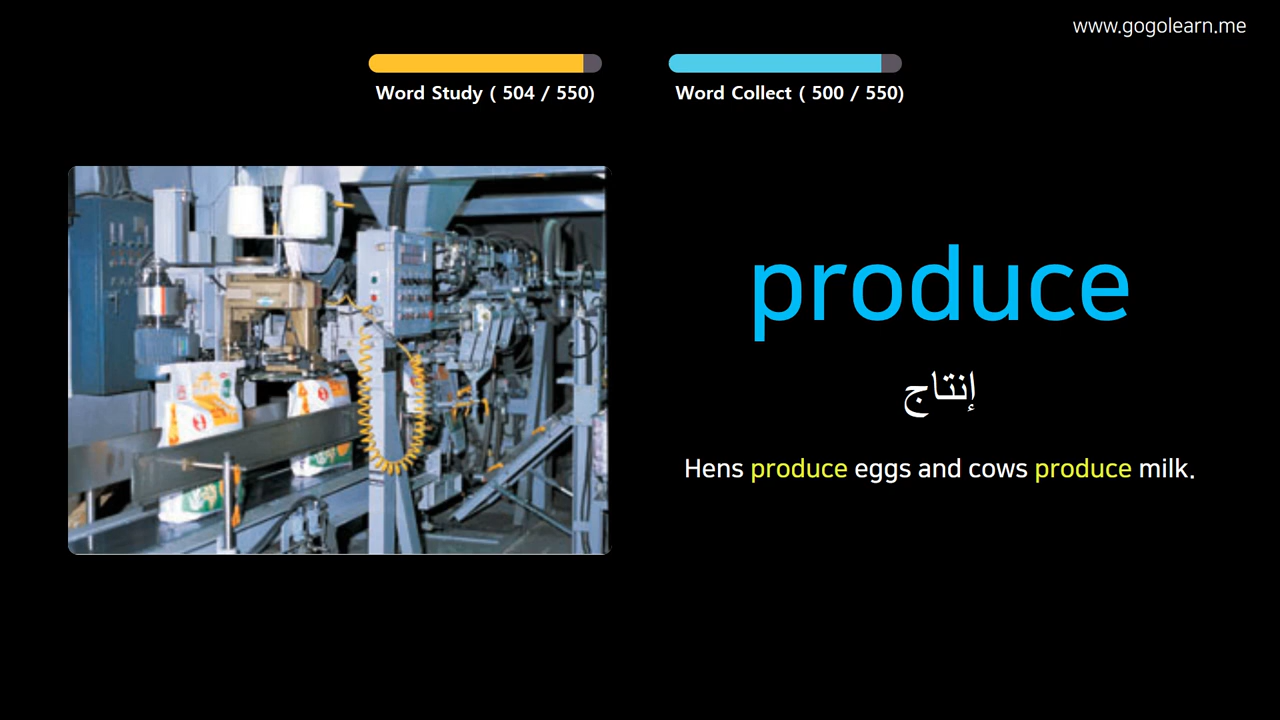 www.gogolearn.me
Word Study ( 504 / 550)
Word Collect ( 500 / 550)
produce
إنتاج
Hens produce eggs and cows produce milk.